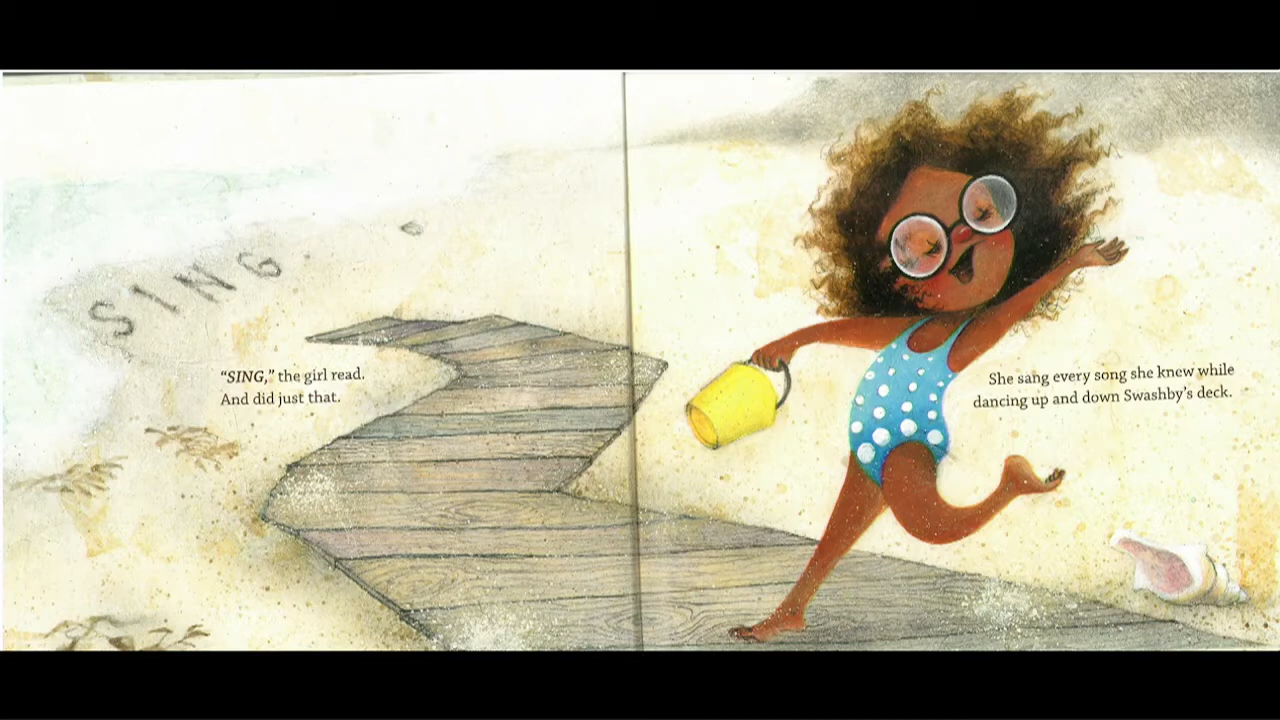 SING.
“SING,” the girl read.
And did just that.
She sang every song she knew while
dancing up and down Swashby’s deck.